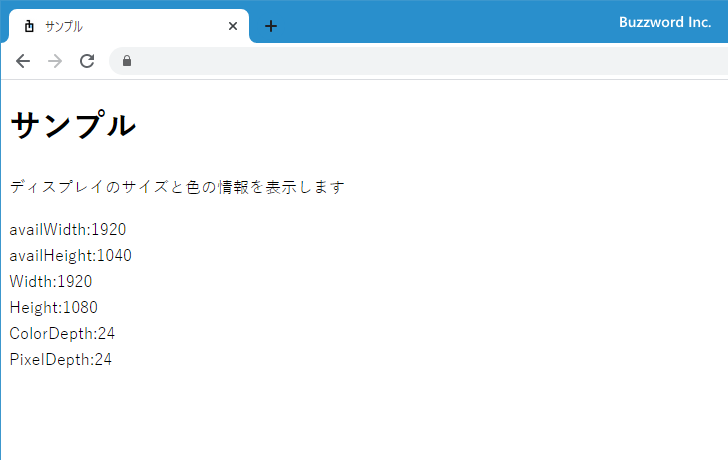 サンプル
Buzzword Inc.
サンプル
ディスプレイのサイズと色の情報を表示します
availWidth:1920
availHeight:1040
Width:1920
Height:1080
ColorDepth:24
PixelDepth:24